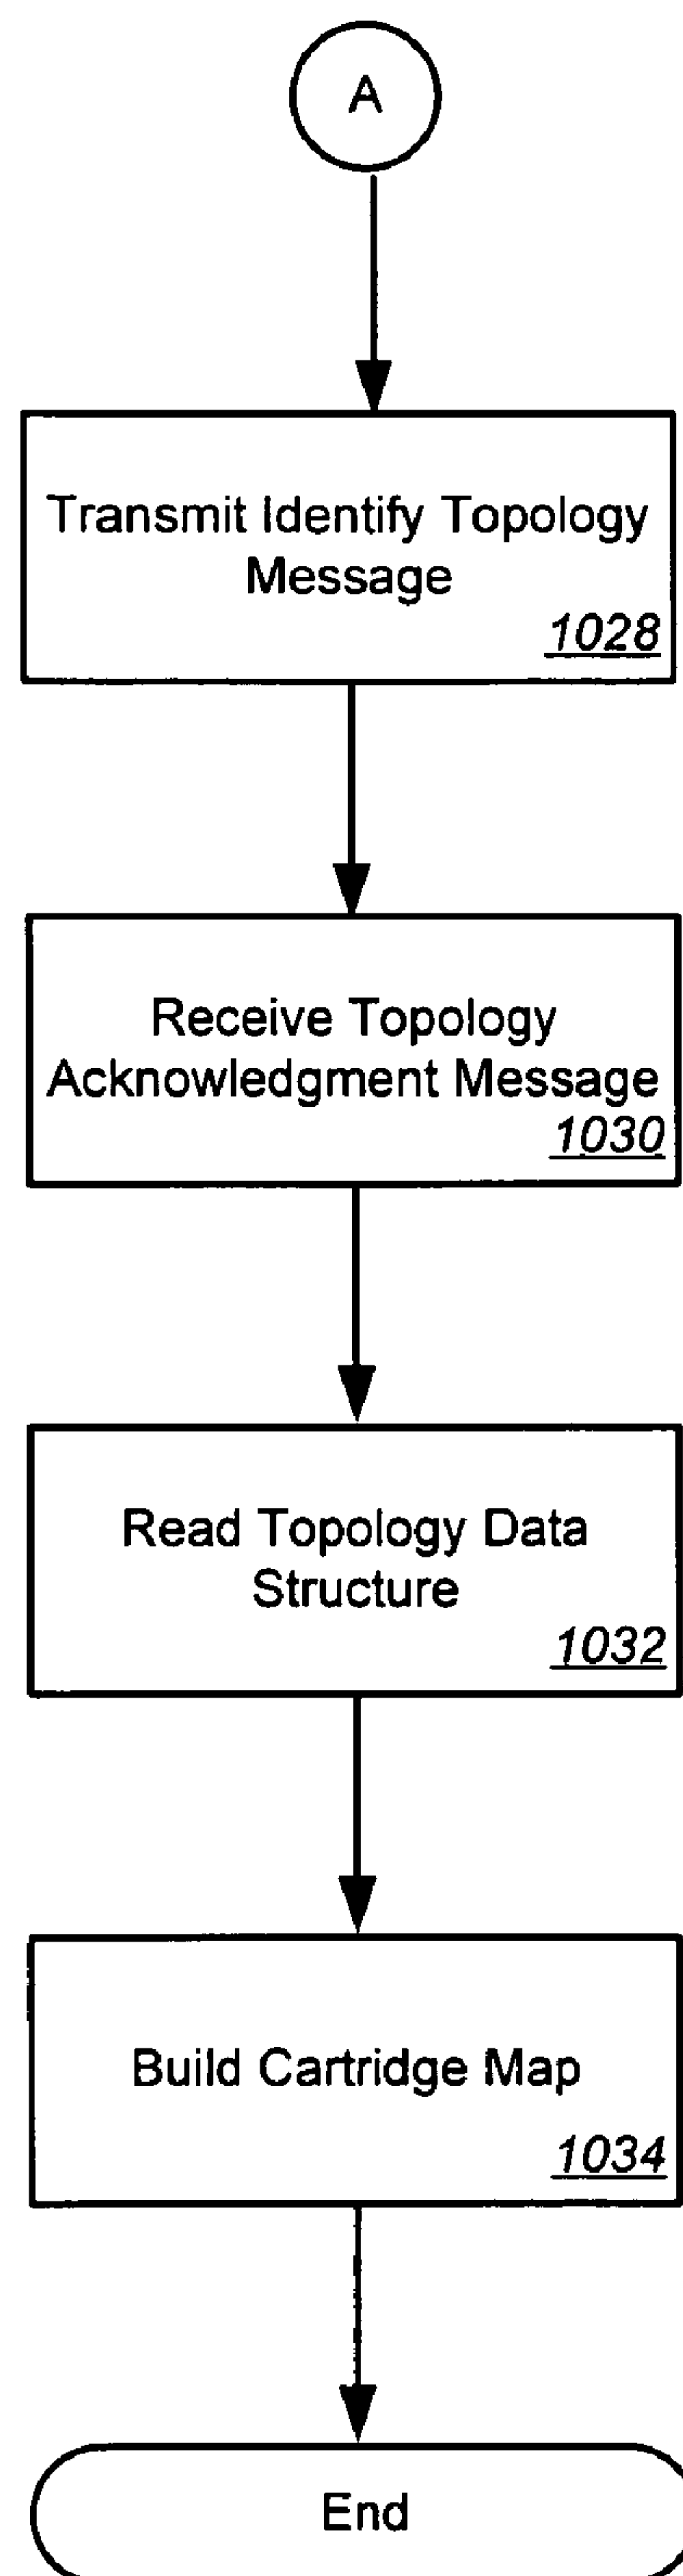 A
Transmit Identify Topology
Message
1028
Receive Topology
Acknowledgment Message
1030
Read Topology Data
Structure
1032
Build Cartridge Map
1034
End